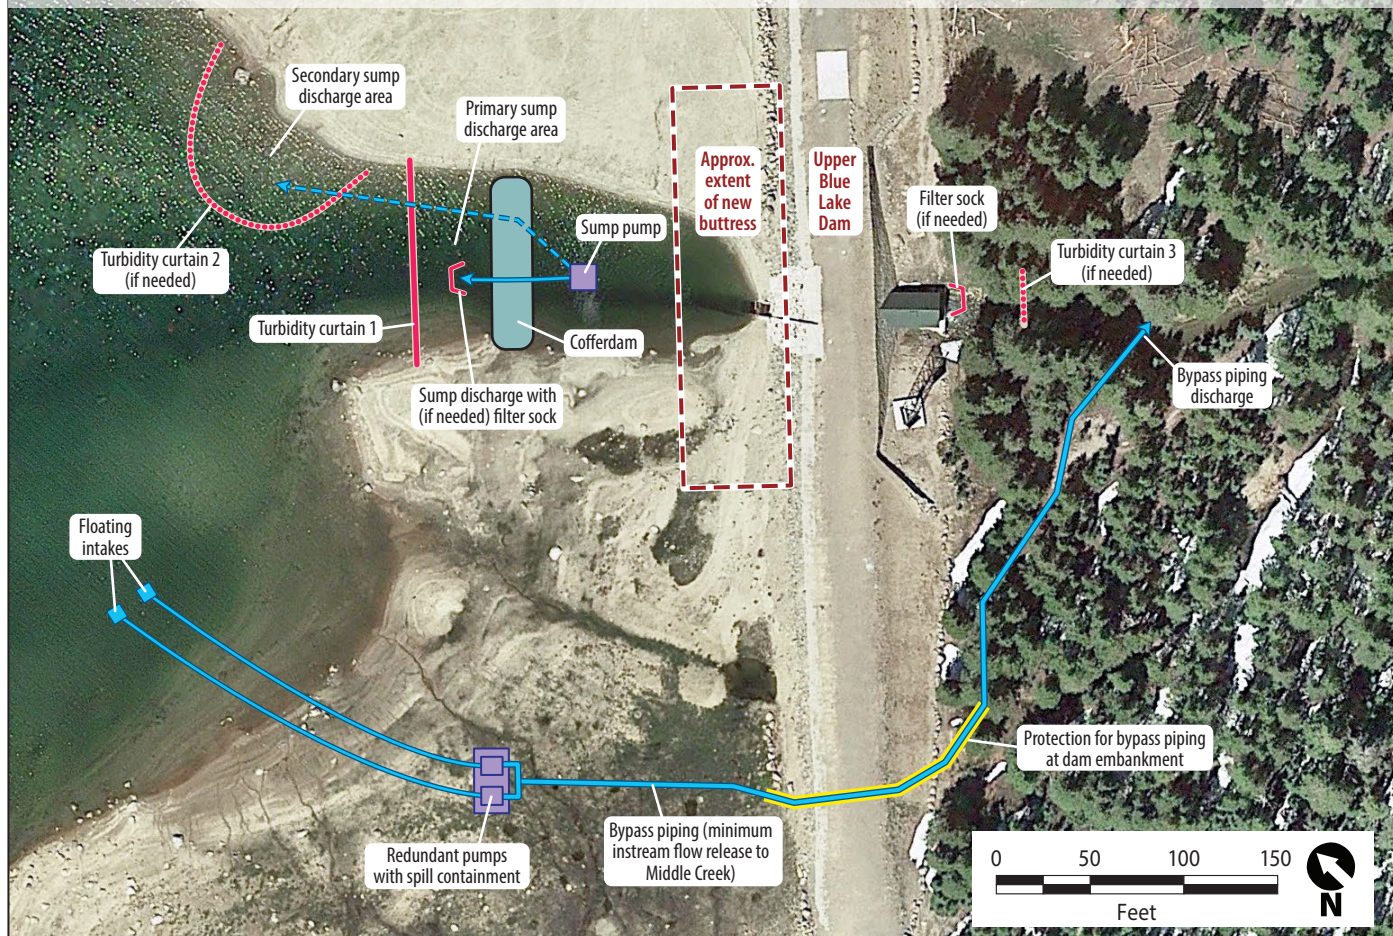 Secondary sump
discharge area
Primary sump
discharge area
Approx.
extent
of new
buttress
Upper
Blue
Lake
Dam
Filter sock
(if needed)
Sump pump
Turbidity curtain 3
(if needed)
Turbidity curtain 2
(if needed)
Turbidity curtain 1
Cofferdam
Sump discharge with
(if needed) filter sock
Bypass piping
discharge
Floating
intakes
Protection for bypass piping
at dam embankment
Redundant pumps
with spill containment
Bypass piping (minimum
instream flow release to
Middle Creek)
0 50 100 150
Feet
N